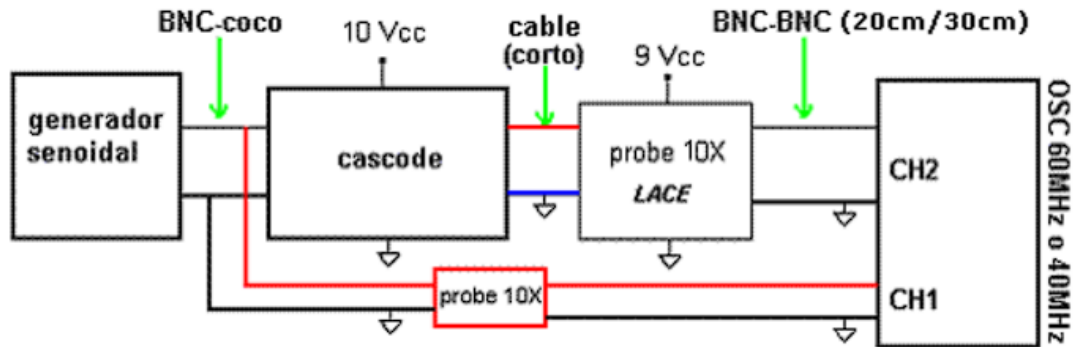 BNC-coco
10 Vcc
cable
(corto)
9 Vcc
BNC-BNC (20cm/30cm)
generador
senoidal
cascode
probe 10X
LACE
CH2
CH1
probe 10X
OSC 60MHz o 40MHz